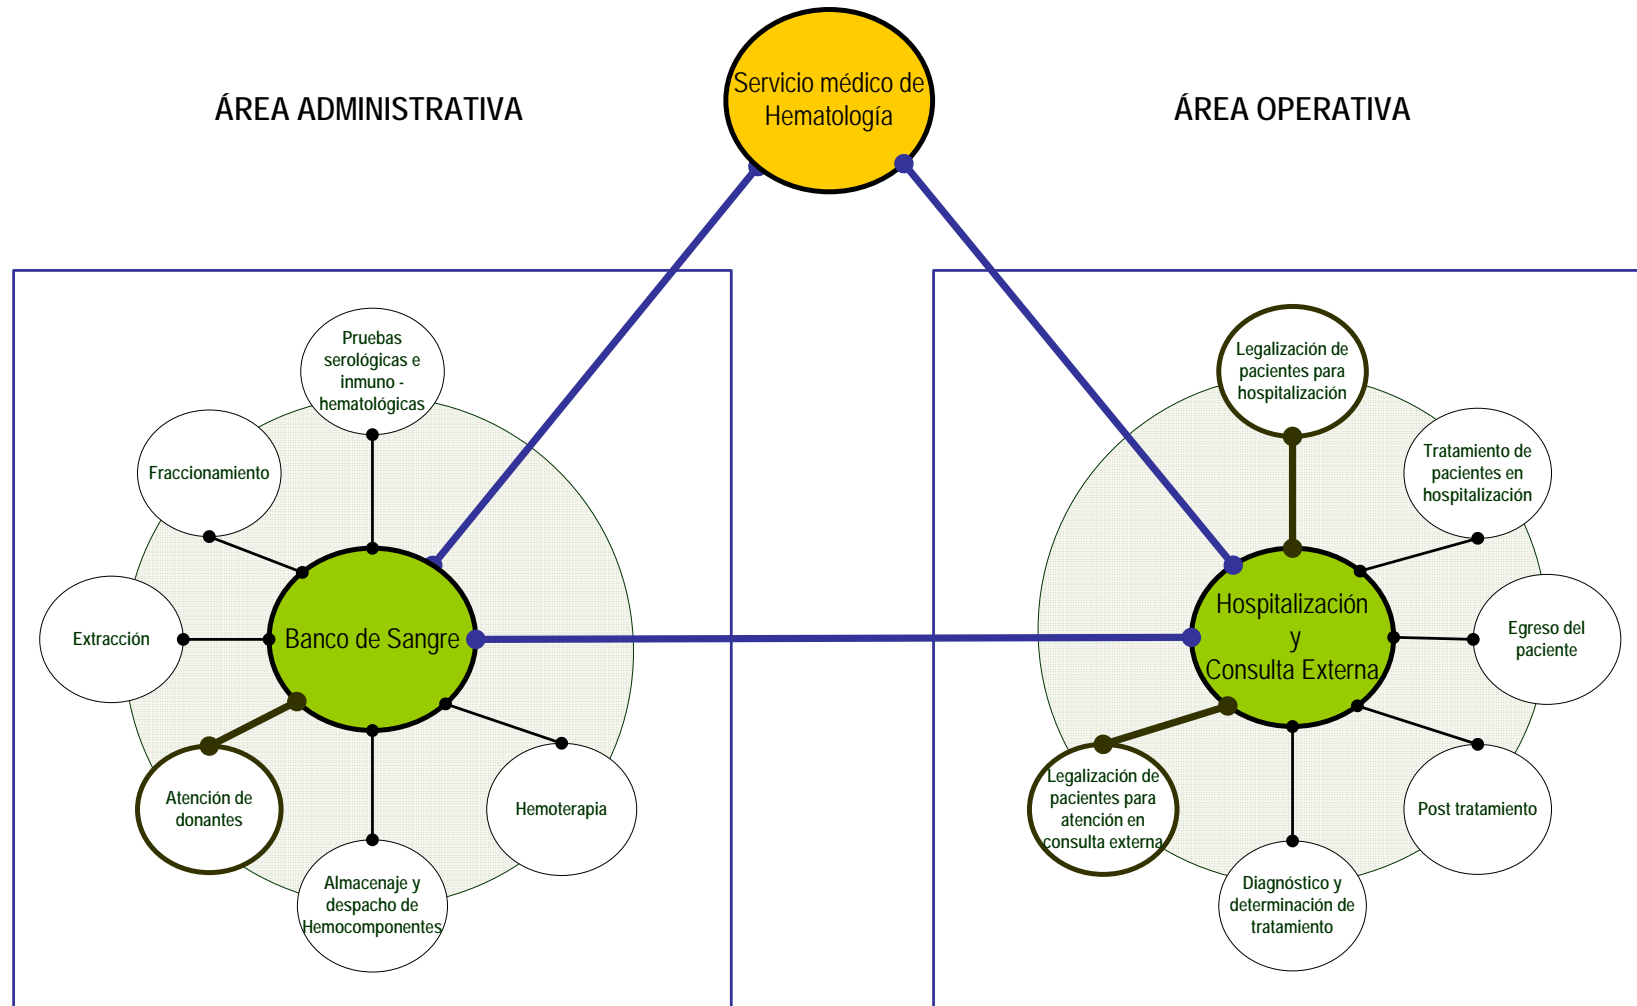 Servicio médico de
Hematología
ÁREA ADMINISTRATIVA
ÁREA OPERATIVA
Pruebas
serológicas e
inmuno -
hematológicas
Fraccionamiento
Extracción
Banco de Sangre
Atención de
donantes
Hemoterapia
Almacenaje y
despacho de
Hemocomponentes
Legalización de
pacientes para
hospitalización
Tratamiento de
pacientes en
hospitalización
Hospitalización
y
Consulta Externa
Egreso del
paciente
Legalización de
pacientes para
atención en
consulta externa
Post tratamiento
Diagnóstico y
determinación de
tratamiento